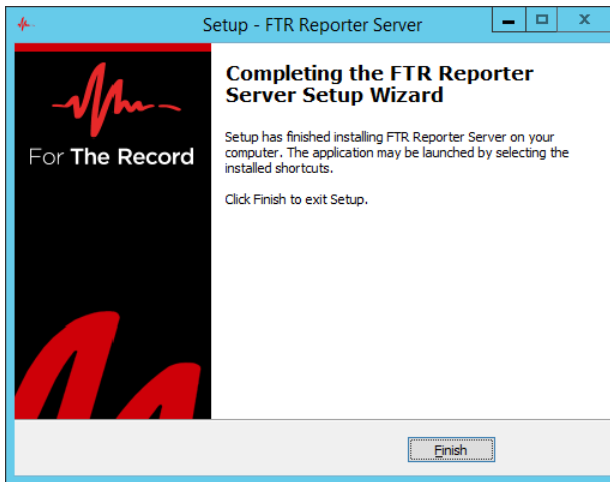 Setup - FTR Reporter Server
For The Record
Completing the FTR Reporter
Server Setup Wizard
Setup has finished installing FTR Reporter Server on your
computer. The application may be launched by selecting the
installed shortcuts.
Click Finish to exit Setup.
Finish